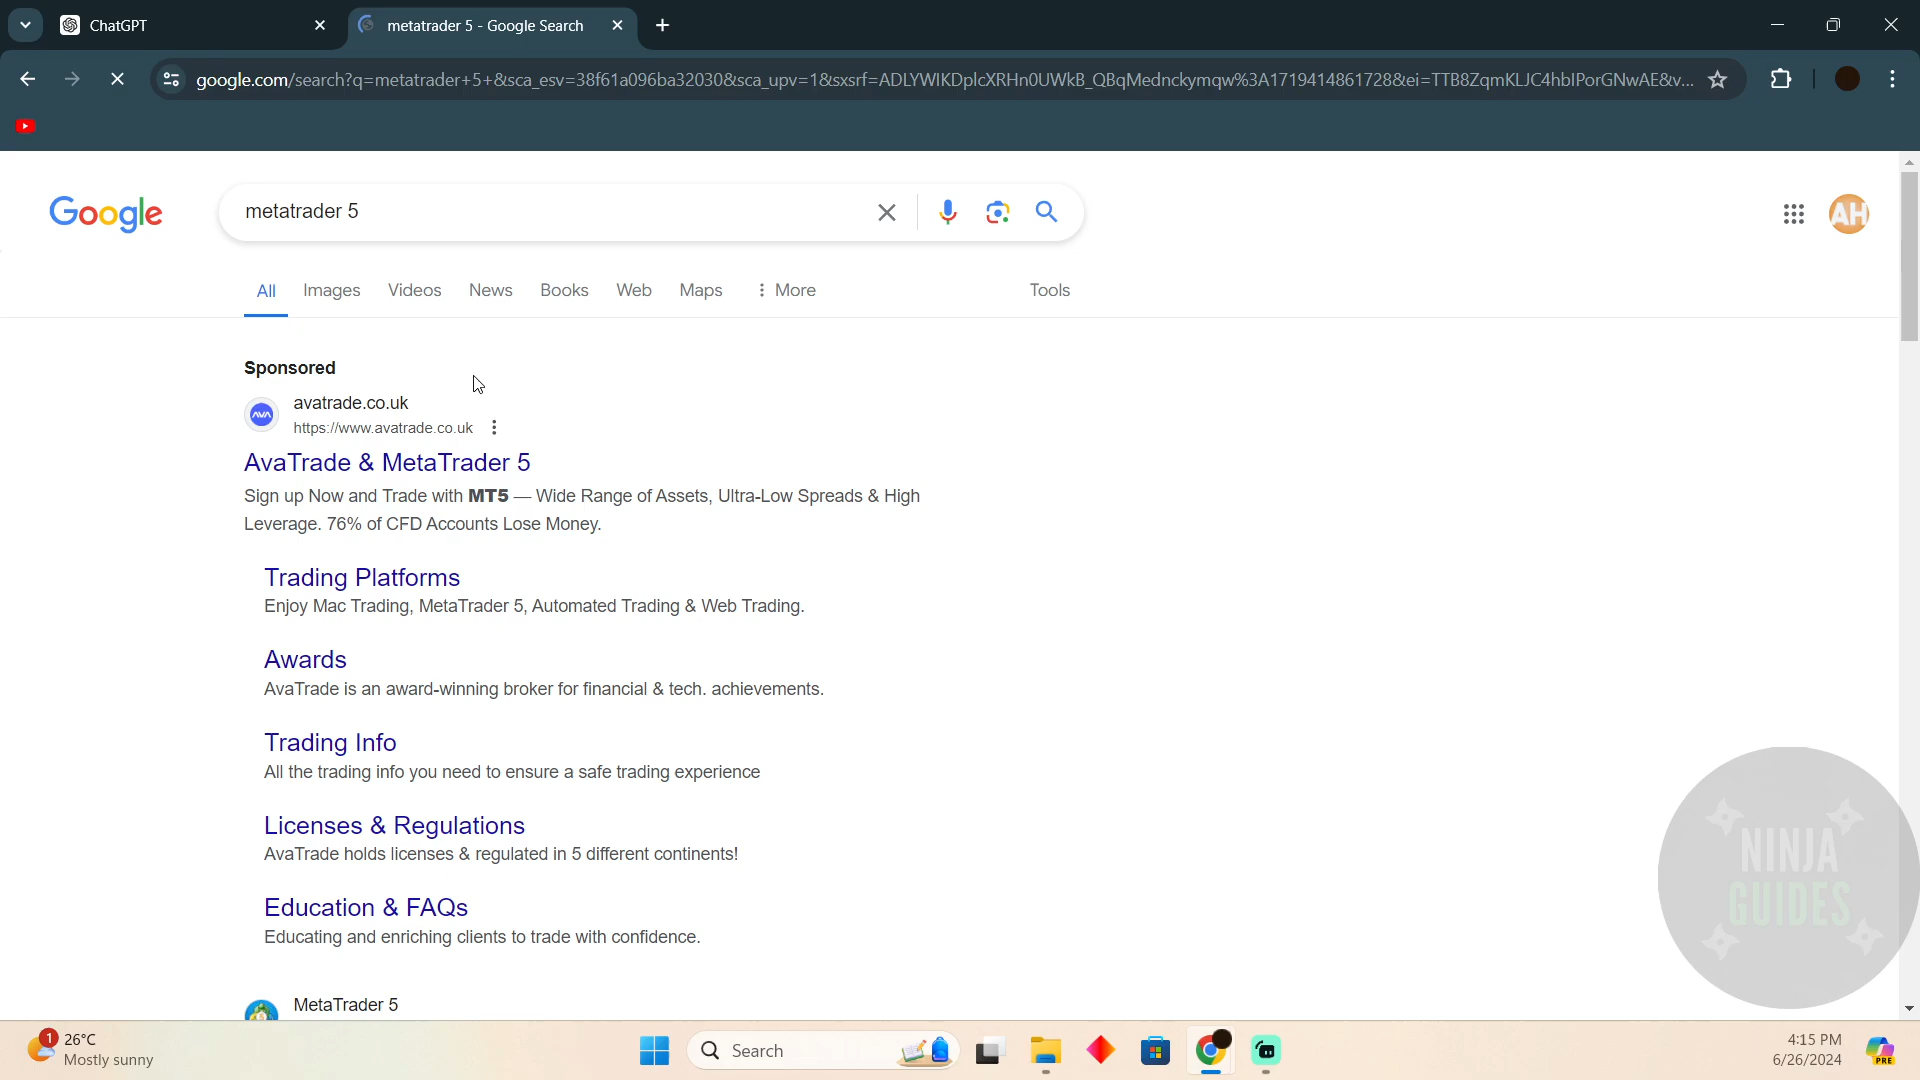 ChatGPT
metatrader 5 - Google Search
google.com/search?q=metatrader+5+&sca_esv=38f61a096ba32030&sca_upv=1&sxsrf=ADLYWIKDplcXRHn0UWkB_QBqMednckymqw%3A1719414861728&ei=TTB8ZqmKLJC4hbIPorGNwAE&v...
Google
metatrader 5
AH
All Images Videos News Books Web Maps More Tools
Sponsored
AVA
avatrade.co.uk
https://www.avatrade.co.uk
AvaTrade & MetaTrader 5
Sign up Now and Trade with MT5 — Wide Range of Assets, Ultra-Low Spreads & High
Leverage. 76% of CFD Accounts Lose Money.
Trading Platforms
Enjoy Mac Trading, MetaTrader 5, Automated Trading & Web Trading.
Awards
AvaTrade is an award-winning broker for financial & tech. achievements.
Trading Info
All the trading info you need to ensure a safe trading experience
Licenses & Regulations
AvaTrade holds licenses & regulated in 5 different continents!
Education & FAQs
Educating and enriching clients to trade with confidence.
MetaTrader 5
NINJA
GUIDES
1
26°C
Mostly sunny
Search
4:15 PM
6/26/2024
PRE